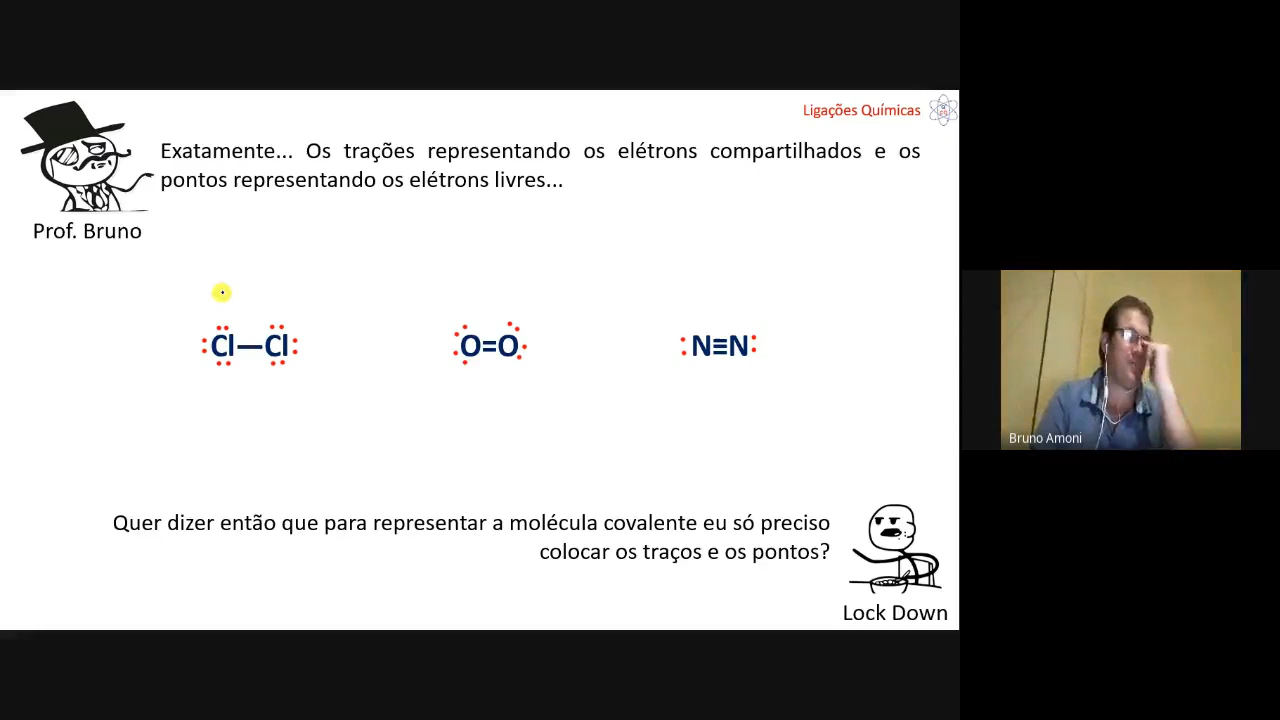 Ligações Químicas
Exatamente... Os trações representando os elétrons compartilhados e os
pontos representando os elétrons livres...
Prof. Bruno
Cl—Cl
O=O
N≡N
Bruno Amoni
Quer dizer então que para representar a molécula covalente eu só preciso
colocar os traços e os pontos?
Lock Down